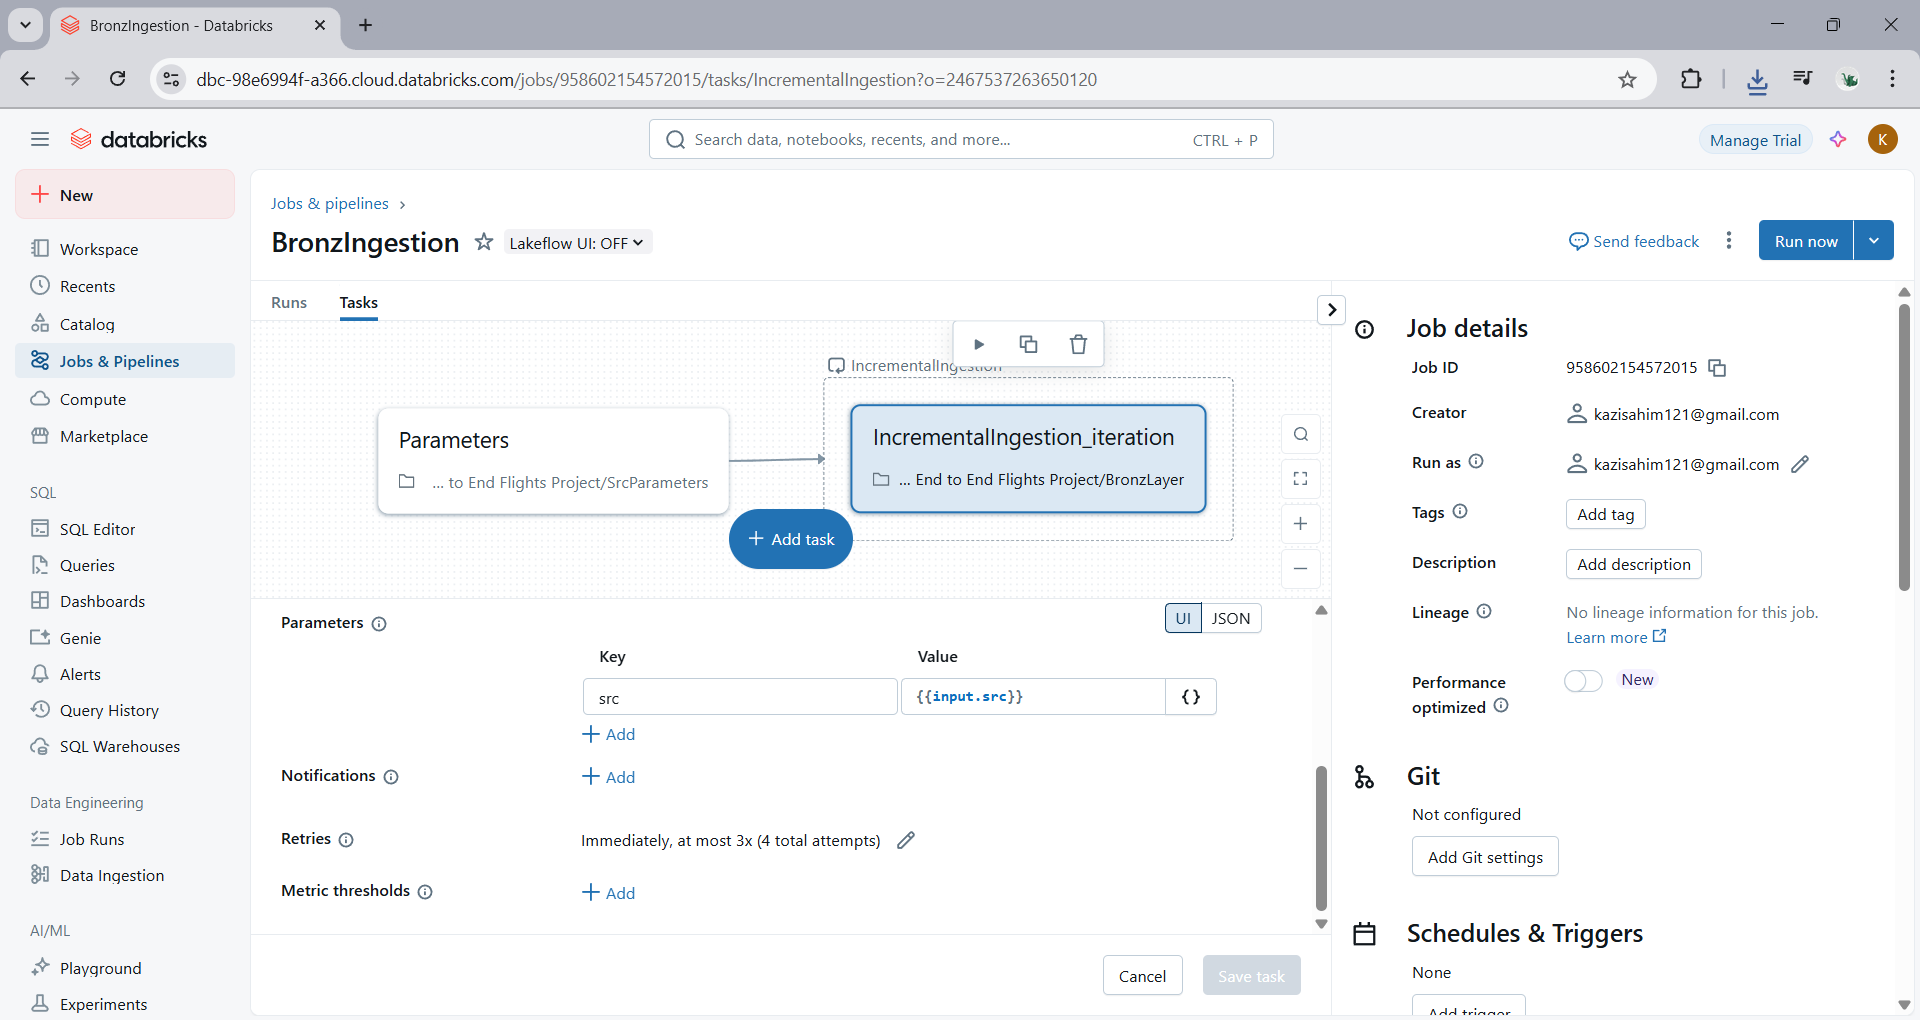 BronzIngestion - Databricks
dbc-98e6994f-a366.cloud.databricks.com/jobs/958602154572015/tasks/IncrementalIngestion?o=2467537263650120
databricks
Search data, notebooks, recents, and more...
CTRL + P
Manage Trial
K
New
Workspace
Recents
Catalog
Jobs & Pipelines
Compute
Marketplace
SQL
SQL Editor
Queries
Dashboards
Genie
Alerts
Query History
SQL Warehouses
Data Engineering
Job Runs
Data Ingestion
AI/ML
Playground
Experiments
Jobs & pipelines
BronzIngestion
Lakeflow UI: OFF
Send feedback
Run now
Runs
Tasks
IncrementalIngestion
Parameters
... to End Flights Project/SrcParameters
IncrementalIngestion_iteration
... End to End Flights Project/BronzLayer
+ Add task
Parameters
UI
JSON
Key
Value
src
{{input.src}}
{}
+ Add
Notifications
+ Add
Retries
Immediately, at most 3x (4 total attempts)
Metric thresholds
+ Add
Cancel
Save task
Job details
Job ID
958602154572015
Creator
kazisahim121@gmail.com
Run as
kazisahim121@gmail.com
Tags
Add tag
Description
Add description
Lineage
No lineage information for this job.
Learn more
Performance
optimized
New
Git
Not configured
Add Git settings
Schedules & Triggers
None
Add trigger